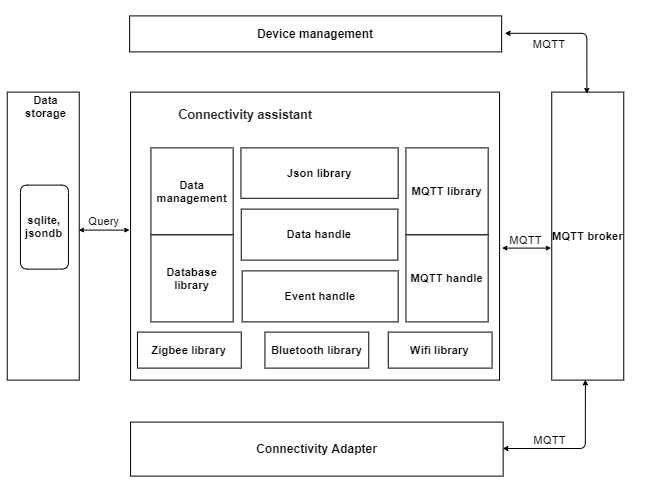 Device management
MQTT
Data
storage
Connectivity assistant
Data
management
Json library
MQTT library
sqlite,
jsondb
Query
Data handle
MQTT
MQTT broker
Database
library
Event handle
MQTT handle
Zigbee library
Bluetooth library
Wifi library
MQTT
Connectivity Adapter